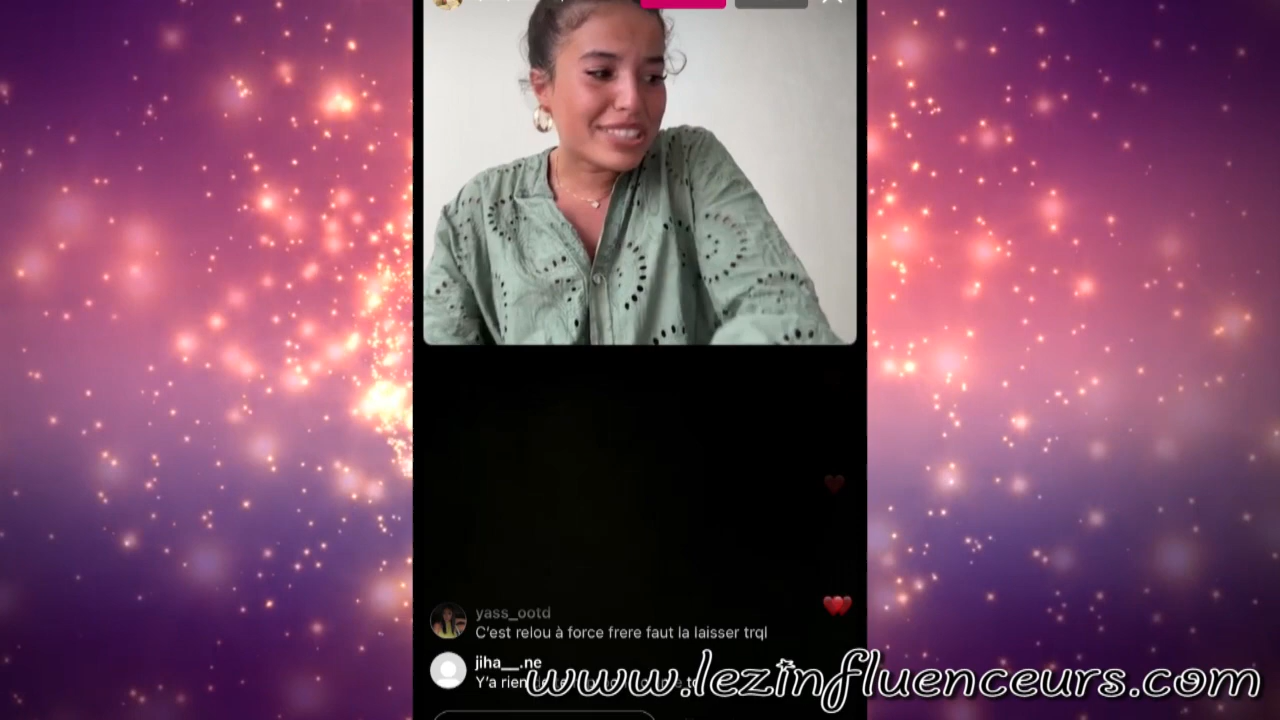 yass_ootd
C'est relou à force frere faut la laisser trql
jiha__.ne
Y'a rien
www.lezinfluenceurs.com